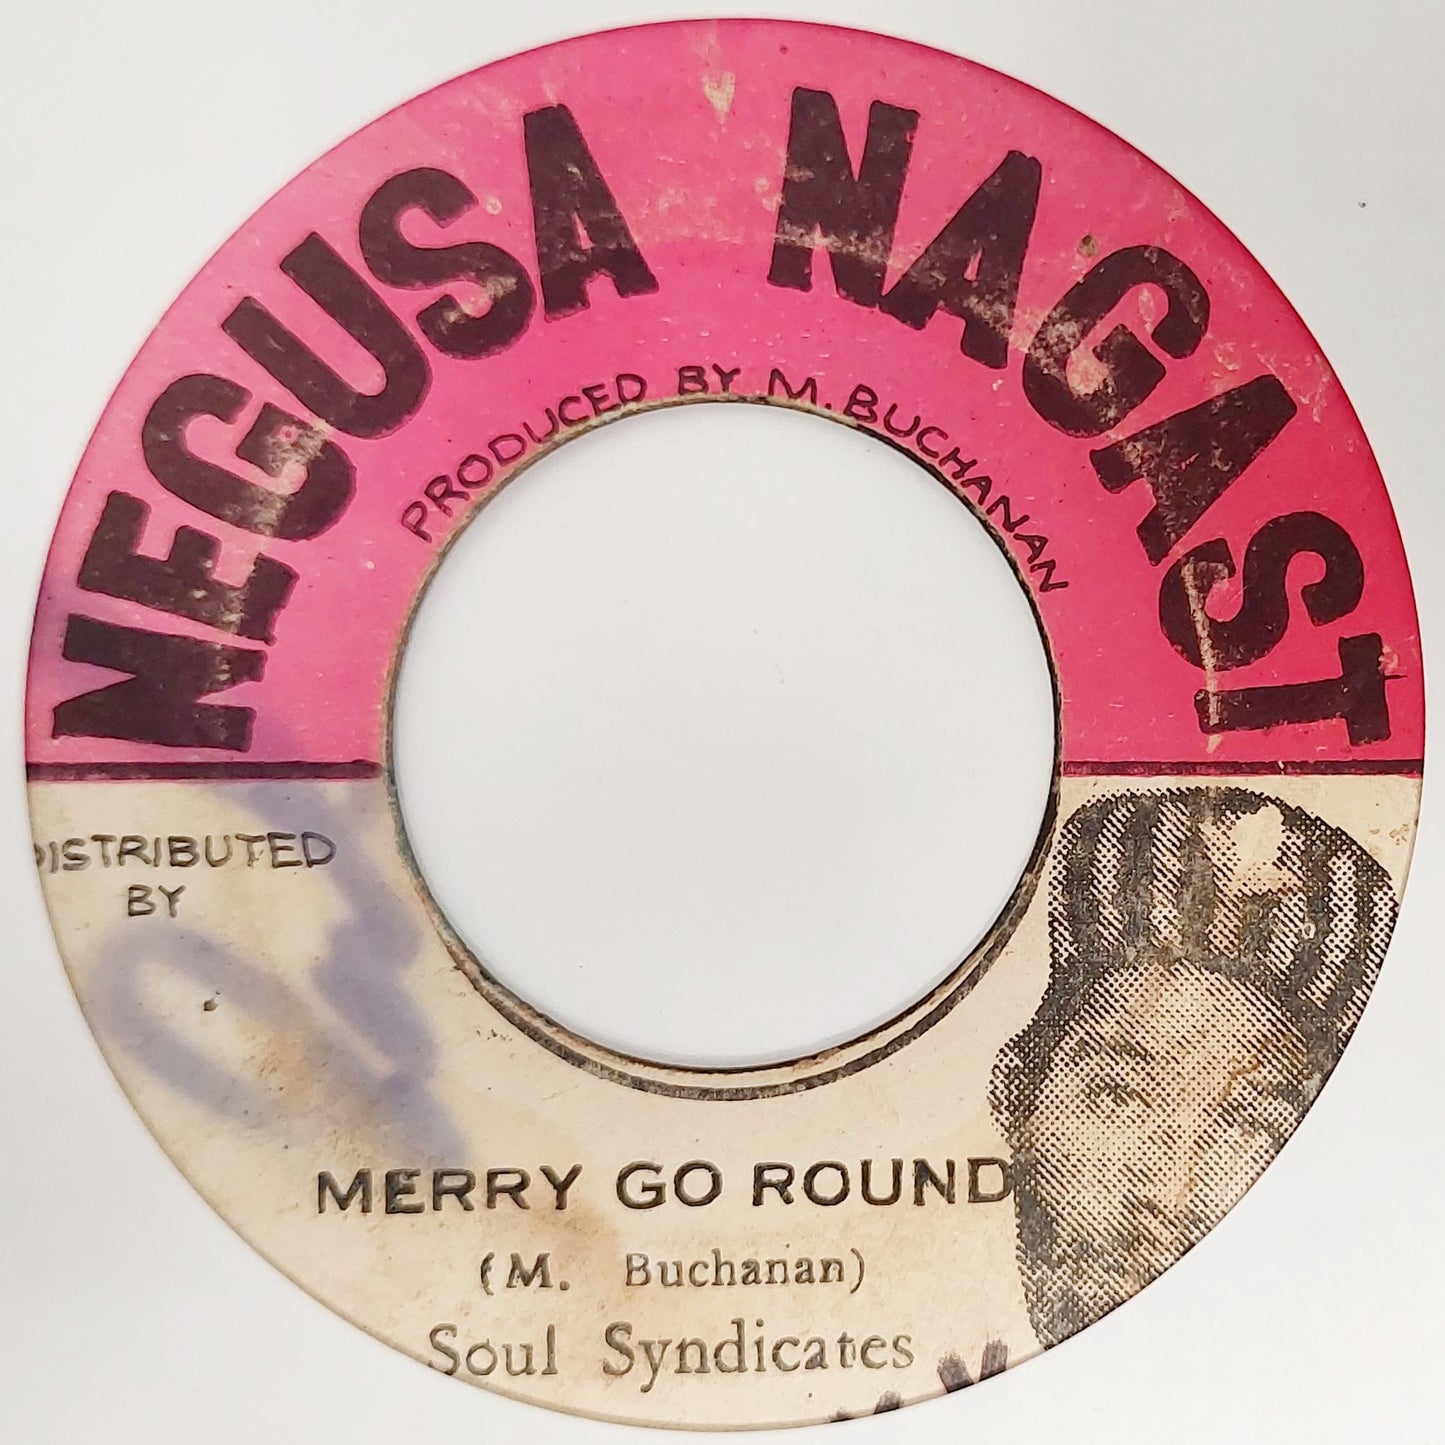 NEGUSA NAGAST
PRODUCED BY M. BUCHANAN
DISTRIBUTED
BY
MERRY GO ROUND
(M. Buchanan)
Soul Syndicates